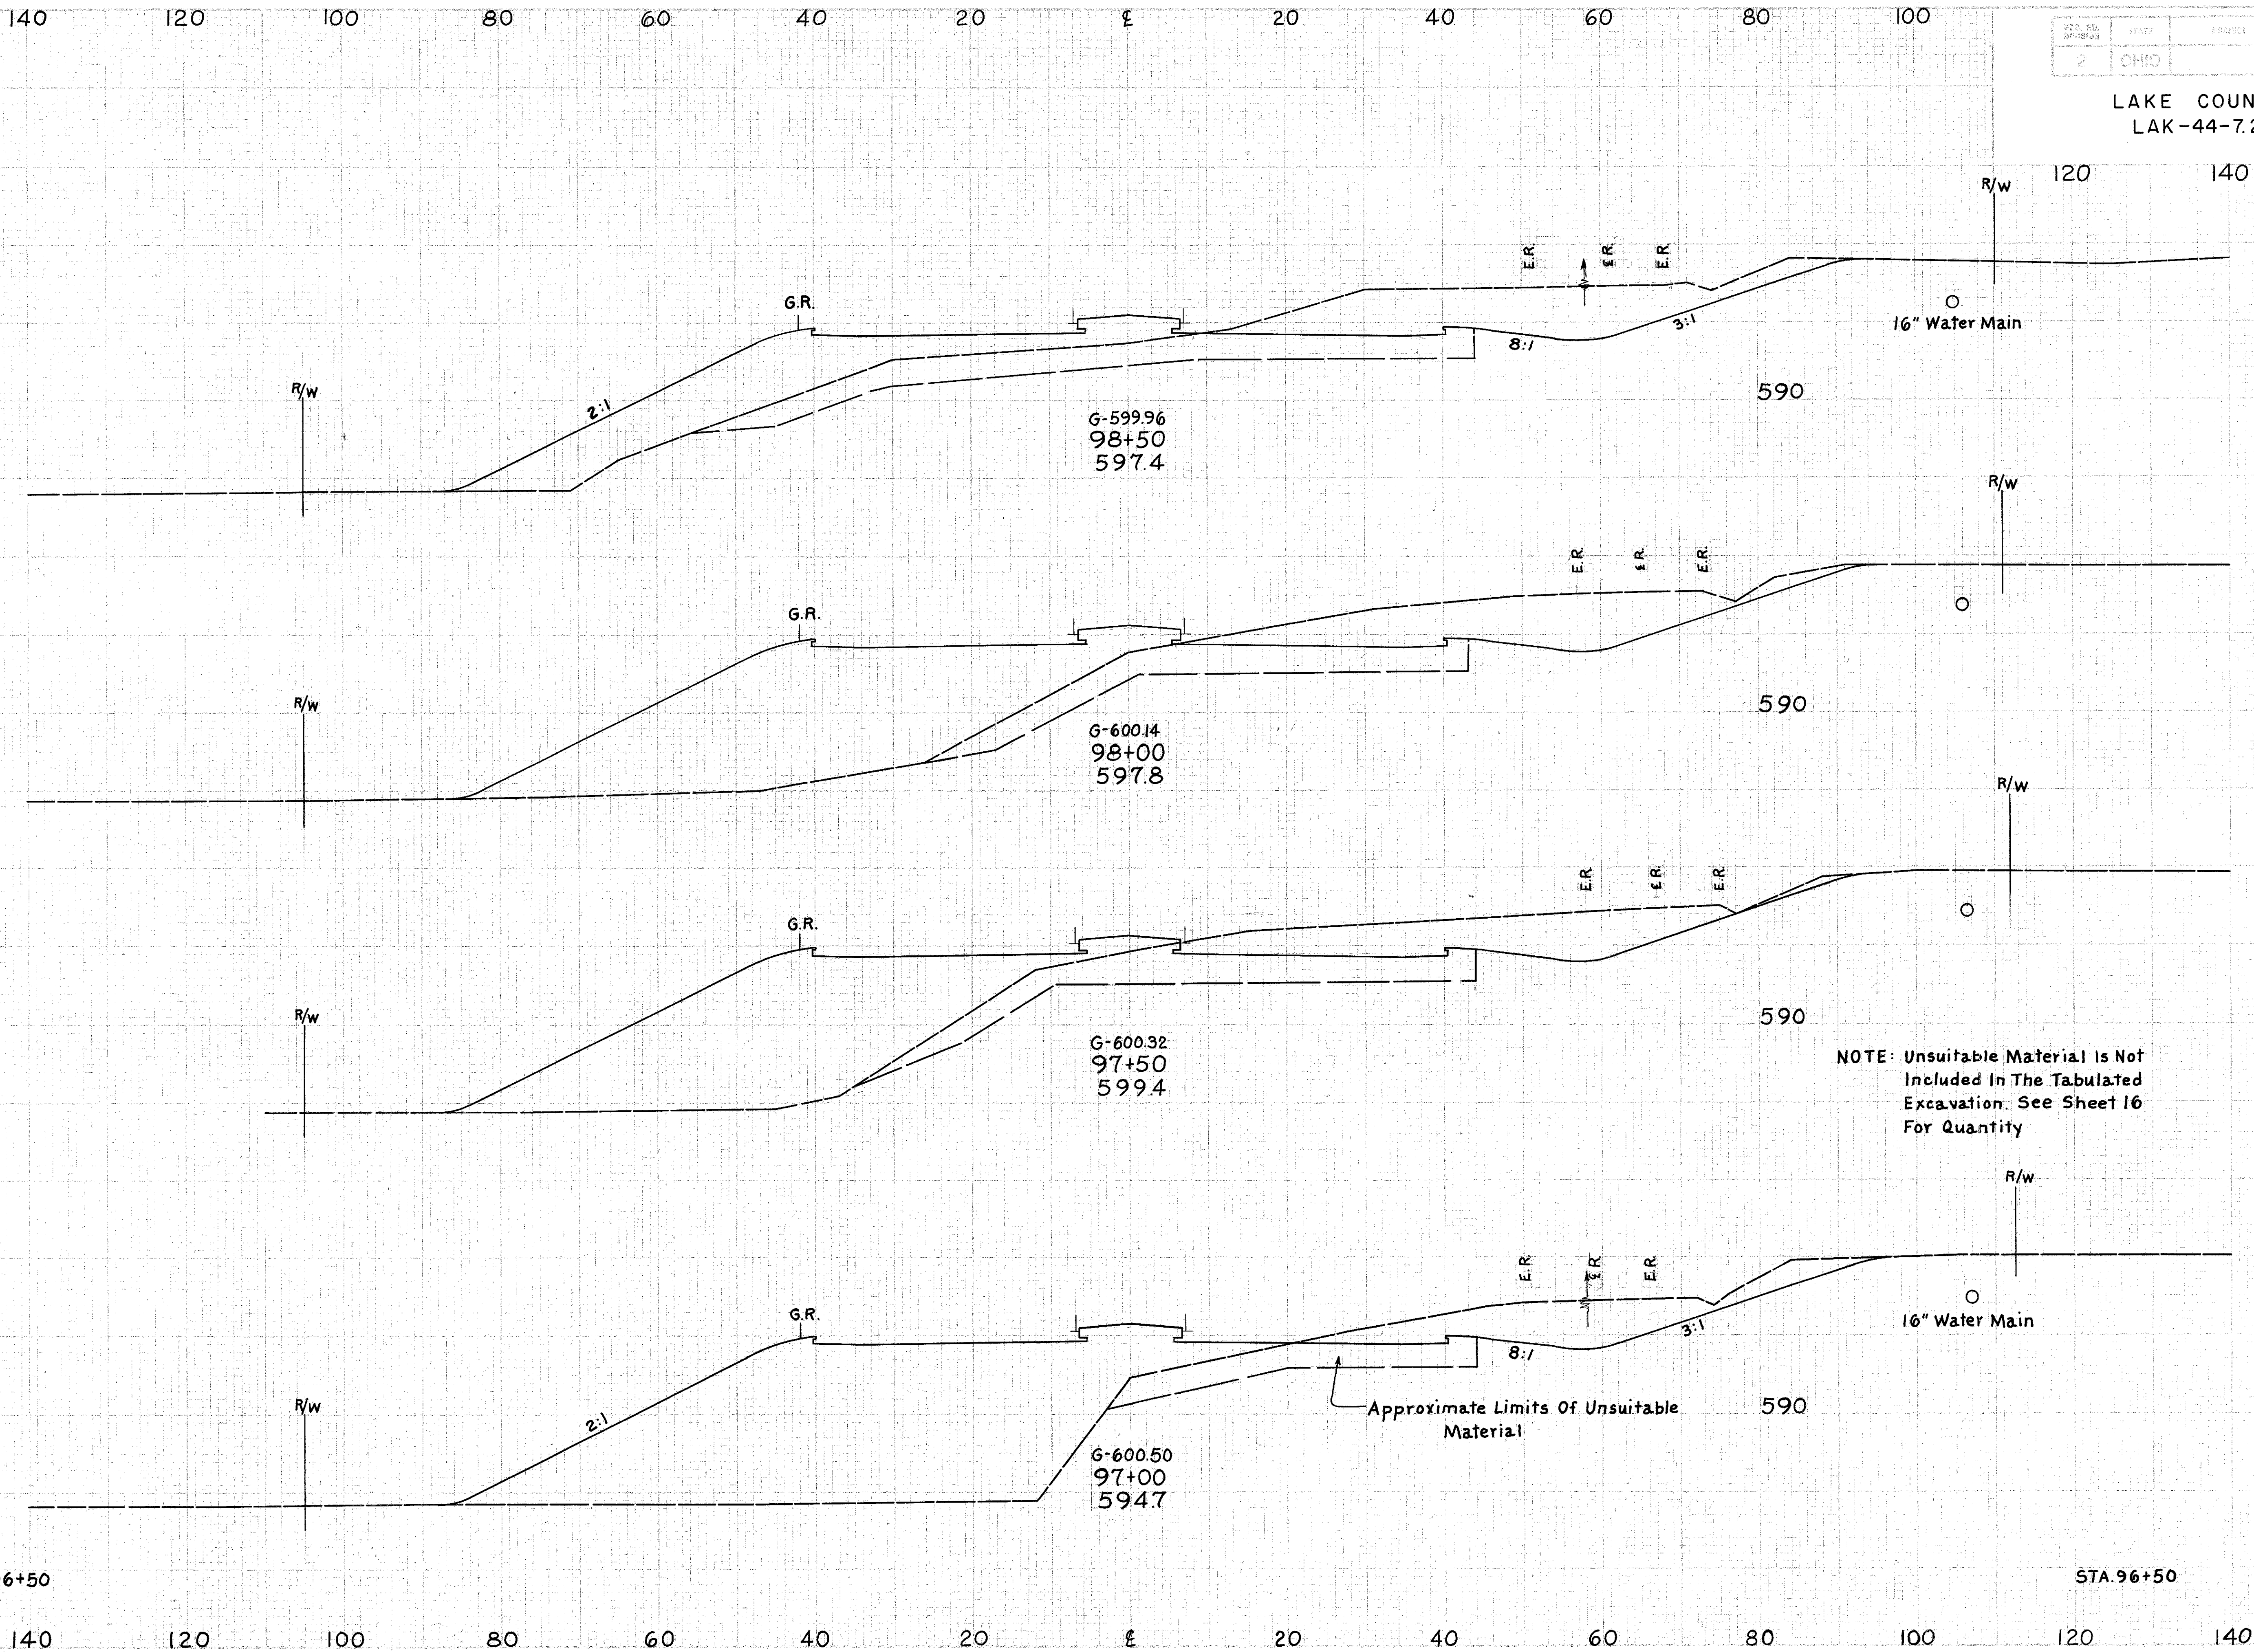 140 120 100 80 60 40 20 ℄ 20 40 60 80 100
STATE
2 OHIO
LAKE COUN
LAK-44-7.2
120 140
R/W
E.R. ℄ R. E.R.
G.R.
16" Water Main
8:1 3:1
R/W
2:1
590
G-599.96
98+50
597.4
R/W
E.R. ℄ R. E.R.
G.R.
R/W
590
G-600.14
98+00
597.8
R/W
E.R. ℄ R. E.R.
G.R.
R/W
590
G-600.32
97+50
599.4
NOTE: Unsuitable Material Is Not
Included In The Tabulated
Excavation. See Sheet 16
For Quantity
R/W
E.R. ℄ R. E.R.
G.R.
16" Water Main
8:1 3:1
R/W
2:1
Approximate Limits Of Unsuitable
Material
590
G-600.50
97+00
594.7
6+50
STA. 96+50
140 120 100 80 60 40 20 ℄ 20 40 60 80 100 120 140